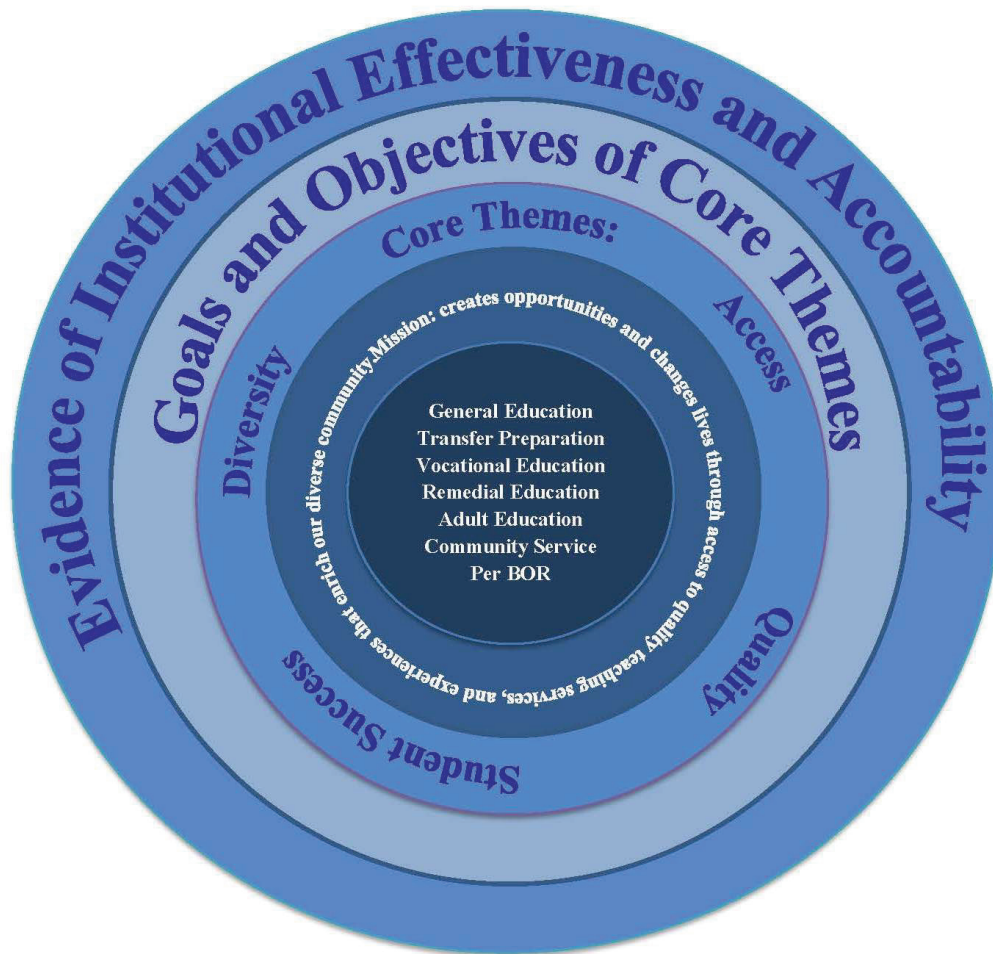 Evidence of Institutional Effectiveness and Accountability
Goals and Objectives of Core Themes
Core Themes:
Access
Quality
Student Success
Diversity
Mission: creates opportunities and changes lives through access to quality teaching, services, and experiences that enrich our diverse community.
General Education
Transfer Preparation
Vocational Education
Remedial Education
Adult Education
Community Service
Per BOR